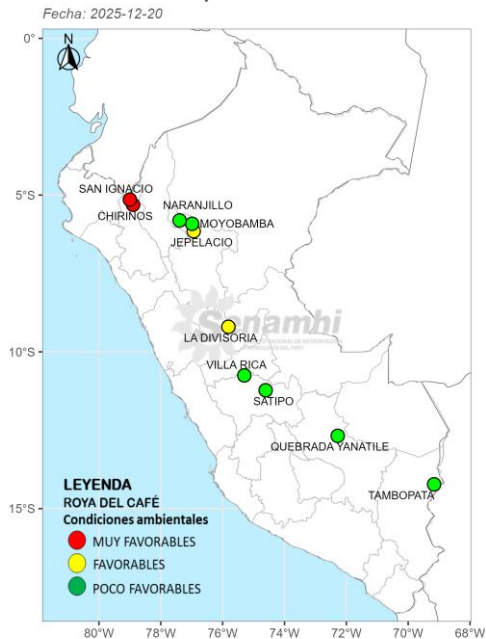 Fecha: 2025-12-20
N
0°
SAN IGNACIO
NARANJILLO
5°S
CHIRINOS
MOYOBAMBA
JEPELACIO
Senamhi
LA DIVISORIA
10°S
VILLA RICA
SATIPO
QUEBRADA YANATILE
TAMBOPATA
LEYENDA
ROYA DEL CAFÉ
15°S
Condiciones ambientales
MUY FAVORABLES
FAVORABLES
POCO FAVORABLES
80°W 78°W 76°W 74°W 72°W 70°W 68°W